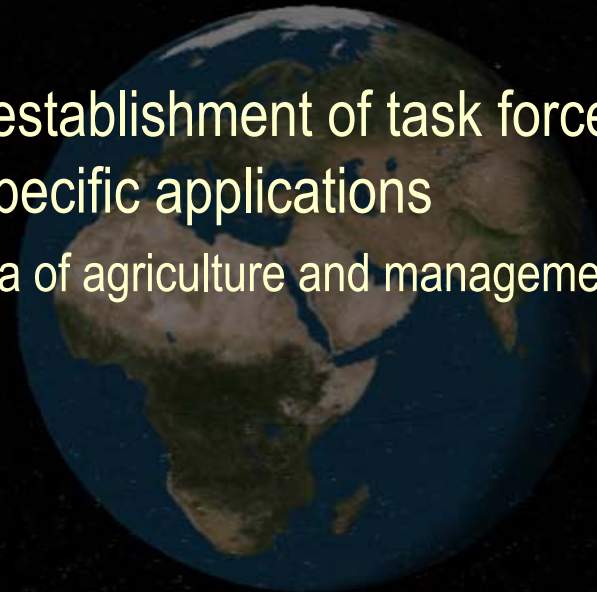 establishment of task force
pecific applications
a of agriculture and manageme